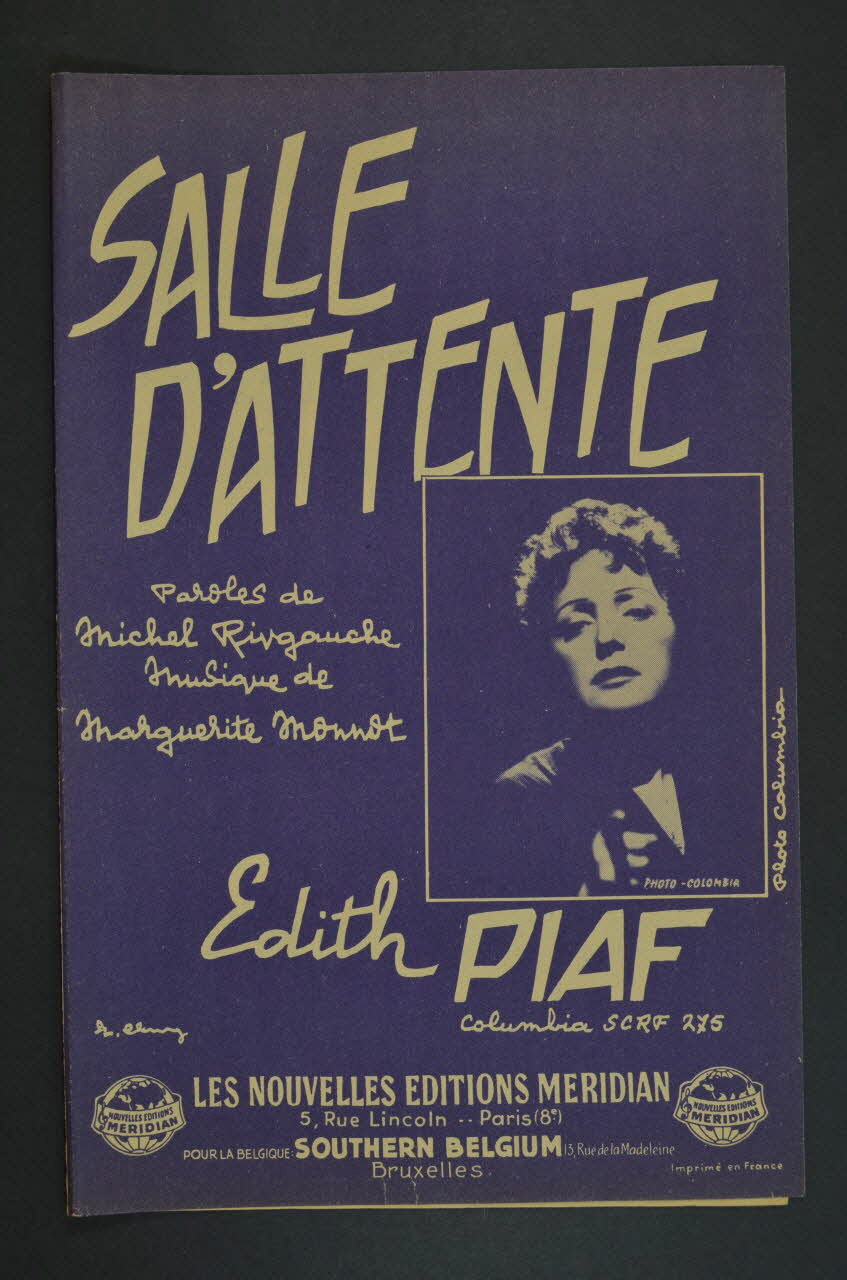 SALLE
D'ATTENTE
Paroles de
Michel Rivgauche
Musique de
Marguerite Monnot
PHOTO - COLOMBIA
Photo Columbia
Edith PIAF
Columbia SCRF 275
LES NOUVELLES EDITIONS MERIDIAN
5, Rue Lincoln -- Paris (8e)
POUR LA BELGIQUE: SOUTHERN BELGIUM 13, Rue de la Madeleine
Bruxelles.
Imprimé en France
NOUVELLES EDITIONS
MERIDIAN
NOUVELLES EDITIONS
MERIDIAN